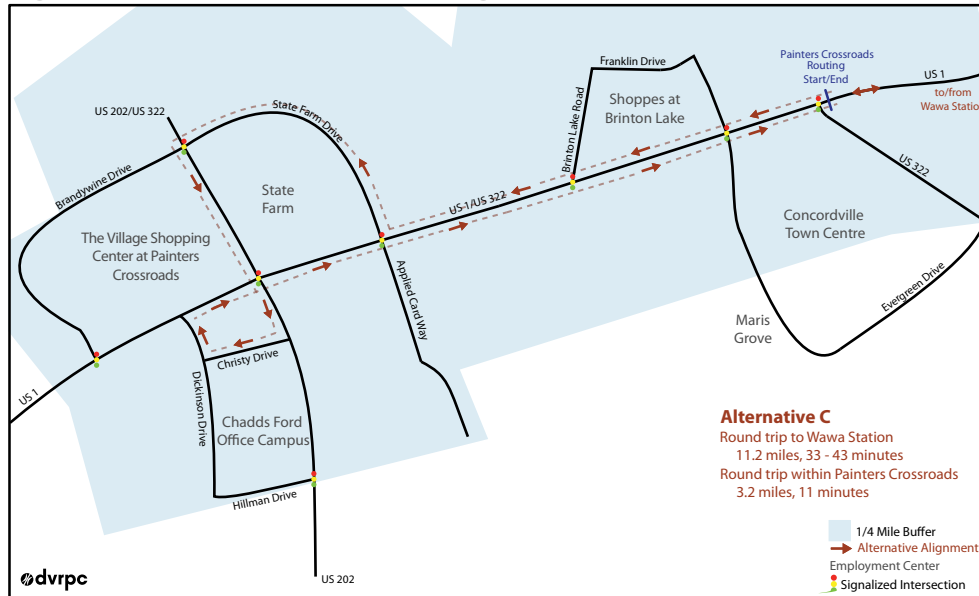 Painters Crossroads
Routing
Start/End
US 1
to/from
Wawa Station
Franklin Drive
Shoppes at
Brinton Lake
Brinton Lake Road
US 202/US 322
State Farm Drive
Brandywine Drive
State
Farm
US 1/US 322
US 322
The Village Shopping
Center at Painters
Crossroads
Concordville
Town Centre
Applied Card Way
Evergreen Drive
Maris
Grove
Christy Drive
Dickinson Drive
US 1
Chadds Ford
Office Campus
Hillman Drive
US 202
Alternative C
Round trip to Wawa Station
11.2 miles, 33 - 43 minutes
Round trip within Painters Crossroads
3.2 miles, 11 minutes
1/4 Mile Buffer
Alternative Alignment
Employment Center
Signalized Intersection
dvrpc